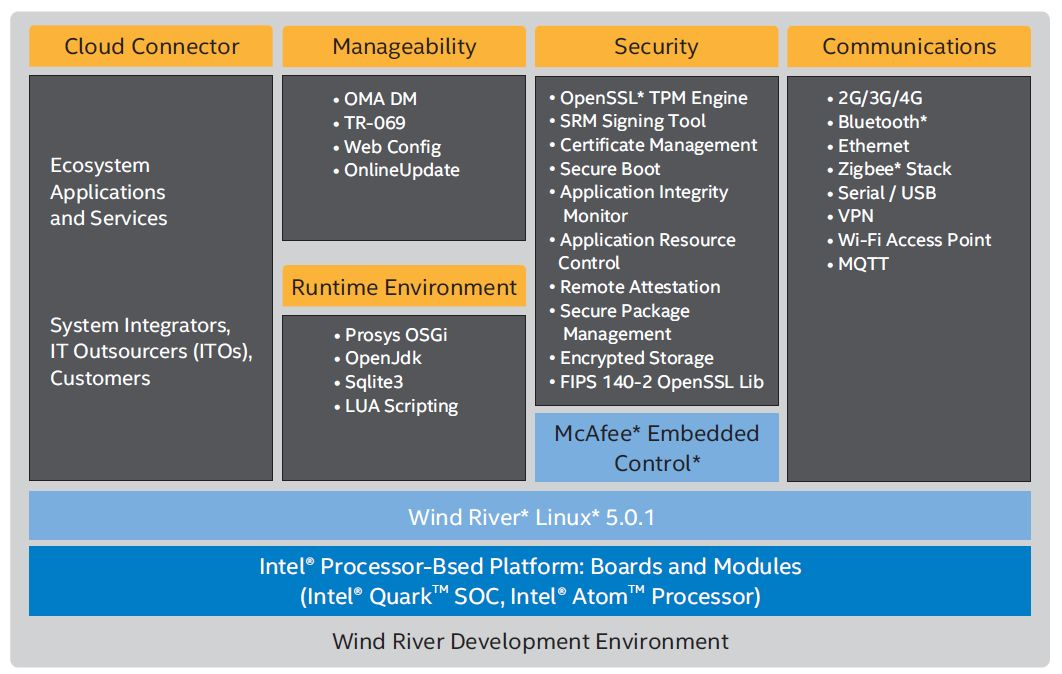 Cloud Connector
Ecosystem
Applications
and Services
System Integrators,
IT Outsourcers (ITOs),
Customers
Manageability
• OMA DM
• TR-069
• Web Config
• OnlineUpdate
Runtime Environment
• Prosys OSGi
• OpenJdk
• Sqlite3
• LUA Scripting
Security
• OpenSSL* TPM Engine
• SRM Signing Tool
• Certificate Management
• Secure Boot
• Application Integrity
Monitor
• Application Resource
Control
• Remote Attestation
• Secure Package
Management
• Encrypted Storage
• FIPS 140-2 OpenSSL Lib
McAfee* Embedded
Control*
Communications
• 2G/3G/4G
• Bluetooth*
• Ethernet
• Zigbee* Stack
• Serial / USB
• VPN
• Wi-Fi Access Point
• MQTT
Wind River* Linux* 5.0.1
Intel® Processor-Bsed Platform: Boards and Modules
(Intel® Quark™ SOC, Intel® Atom™ Processor)
Wind River Development Environment